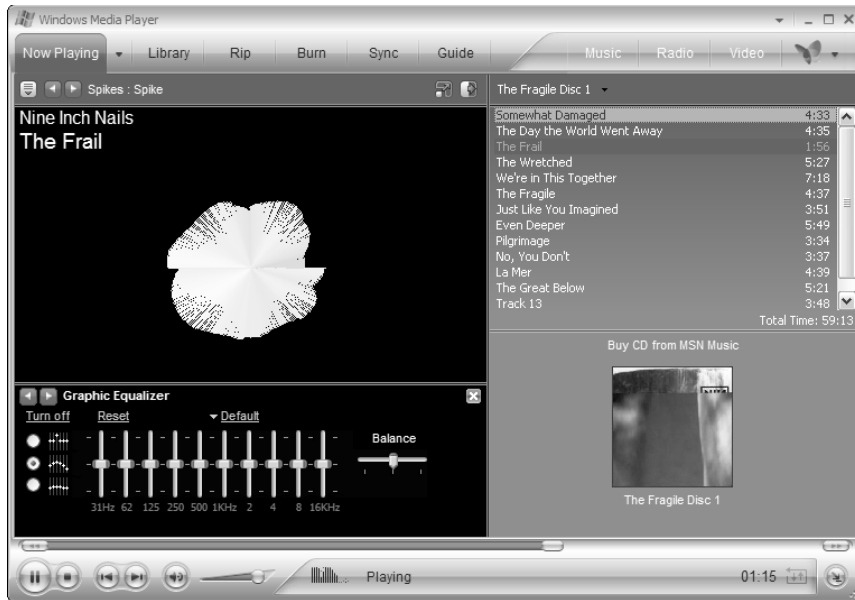 Windows Media Player
Now Playing Library Rip Burn Sync Guide Music Radio Video
Spikes : Spike
The Fragile Disc 1
Nine Inch Nails
The Frail
Somewhat Damaged 4:33
The Day the World Went Away 4:35
The Frail 1:56
The Wretched 5:27
We're in This Together 7:18
The Fragile 4:37
Just Like You Imagined 3:51
Even Deeper 5:49
Pilgrimage 3:34
No, You Don't 3:37
La Mer 4:39
The Great Below 5:21
Track 13 3:48
Total Time: 59:13
Buy CD from MSN Music
The Fragile Disc 1
Graphic Equalizer
Turn off Reset Default
Balance
31Hz 62 125 250 500 1KHz 2 4 8 16KHz
Playing 01:15